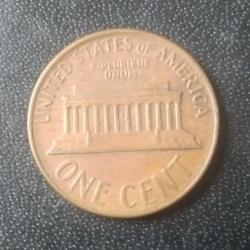 UNITED STATES OF AMERICA
E PLURIBUS
UNUM
ONE CENT